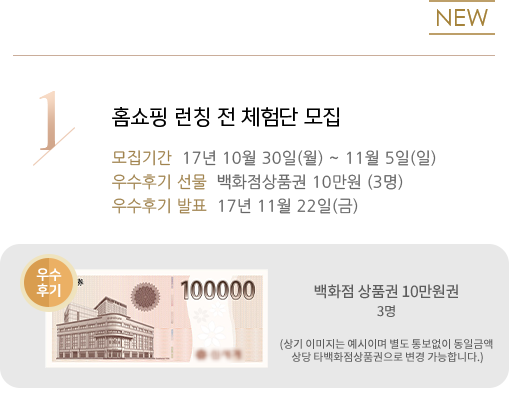 NEW
1
홈쇼핑 런칭 전 체험단 모집
모집기간 17년 10월 30일(월) ~ 11월 5일(일)
우수후기 선물 백화점상품권 10만원 (3명)
우수후기 발표 17년 11월 22일(금)
우수
후기
권
100000
백화점 상품권 10만원권
3명
(상기 이미지는 예시이며 별도 통보없이 동일금액
상당 타백화점상품권으로 변경 가능합니다.)